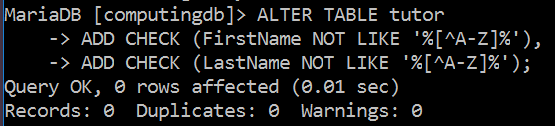 MariaDB [computingdb]> ALTER TABLE tutor
    -> ADD CHECK (FirstName NOT LIKE '%[^A-Z]%'),
    -> ADD CHECK (LastName NOT LIKE '%[^A-Z]%');
Query OK, 0 rows affected (0.01 sec)
Records: 0  Duplicates: 0  Warnings: 0